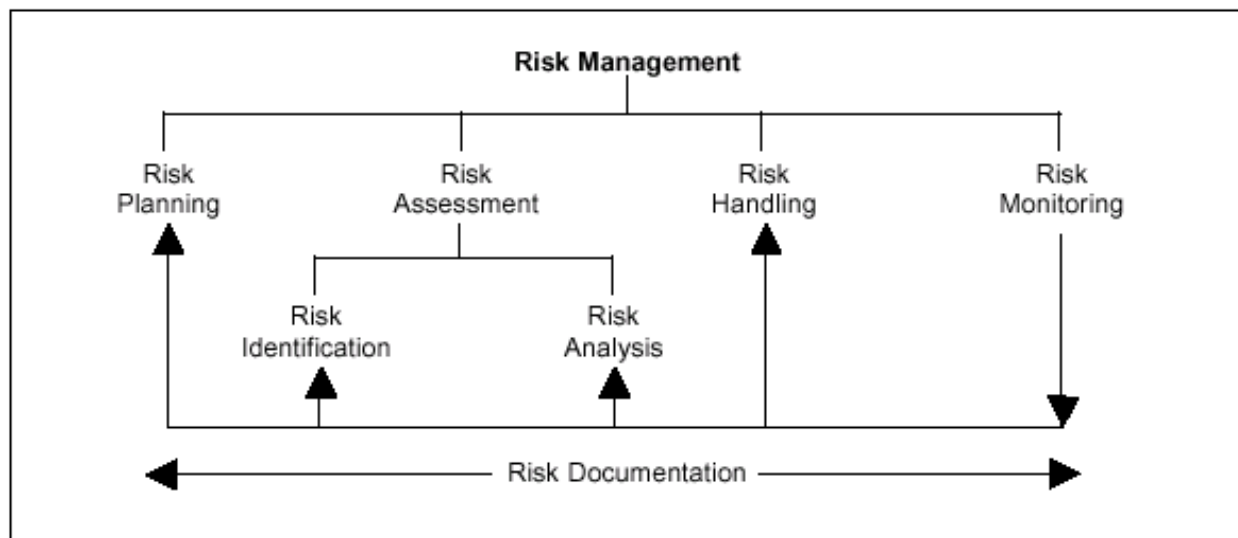 Risk Management
Risk
Planning
Risk
Assessment
Risk
Handling
Risk
Monitoring
Risk
Identification
Risk
Analysis
Risk Documentation